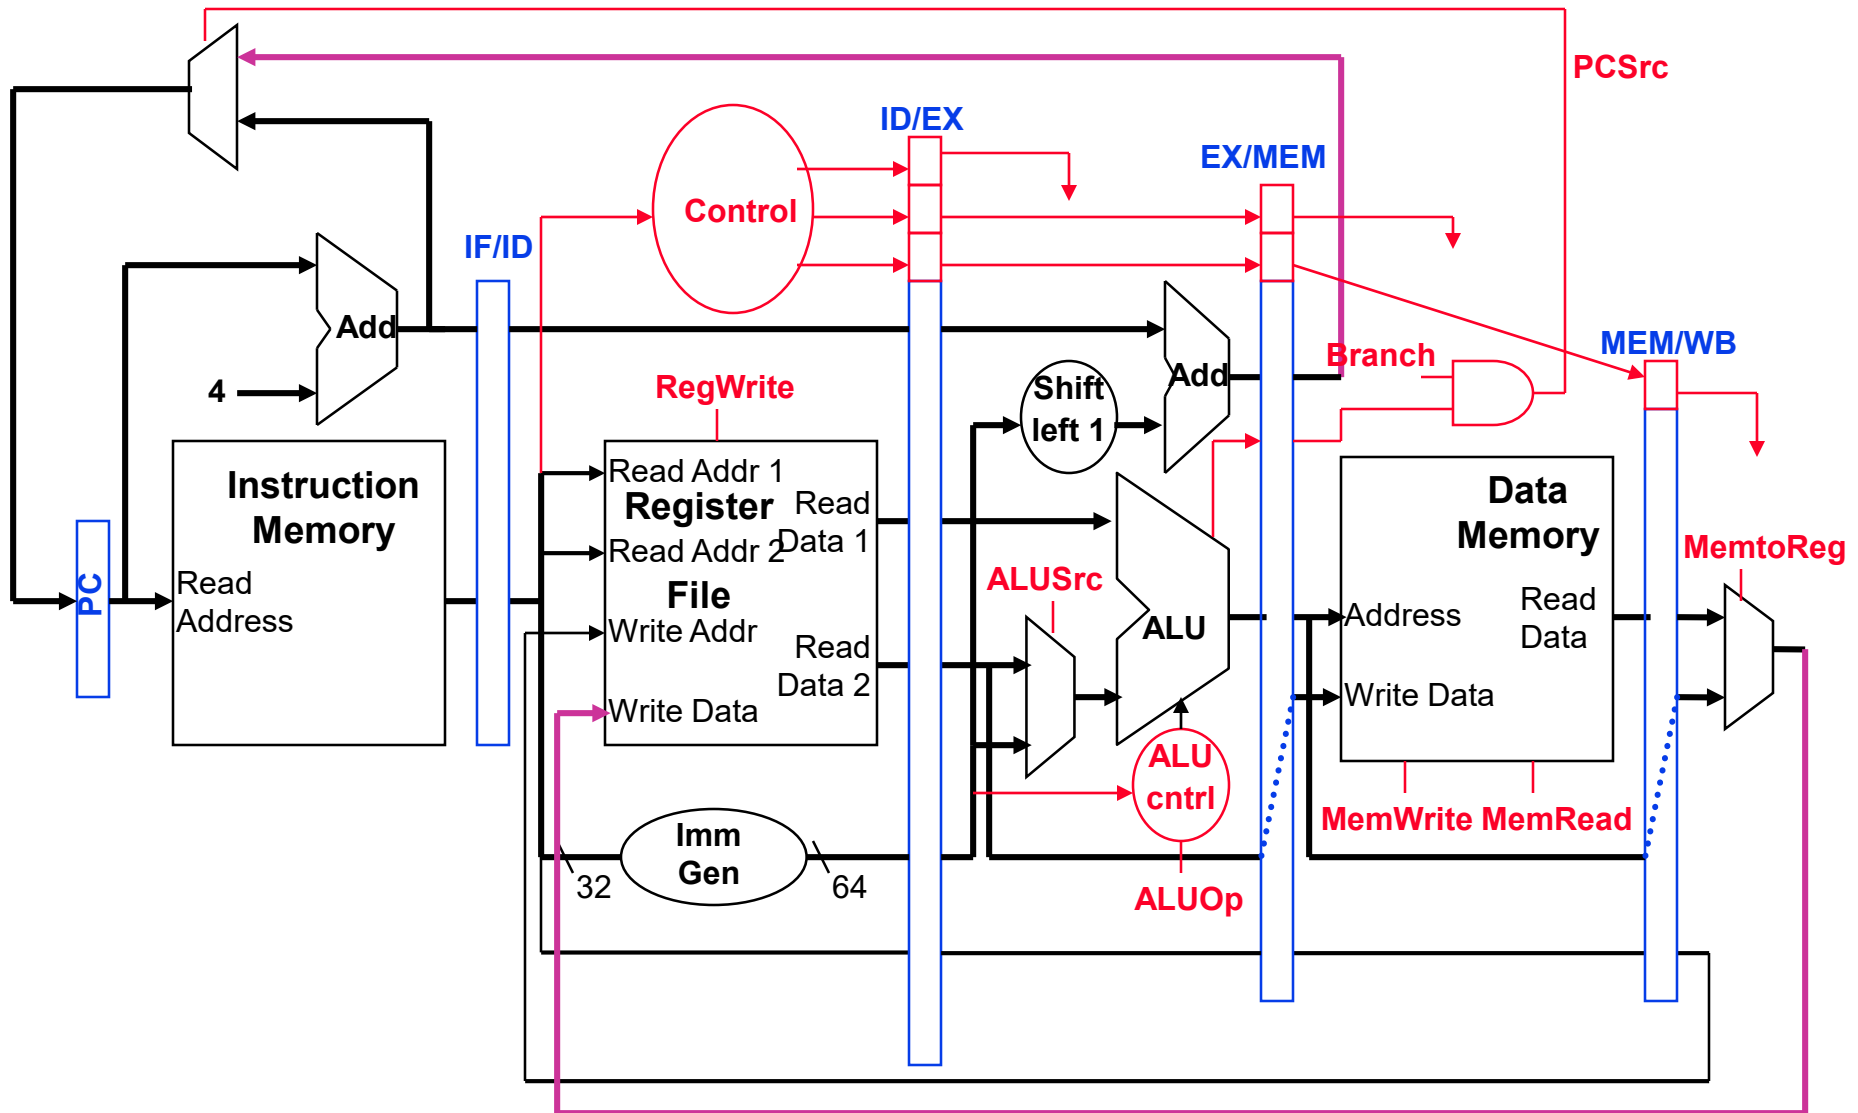 PCSrc
ID/EX
EX/MEM
Control
IF/ID
Add
4
Branch
MEM/WB
Add
Shift
left 1
RegWrite
Instruction
Memory
Read
Address
PC
Read Addr 1
Register
Read
Data 1
Read Addr 2
File
Write Addr
Read
Data 2
Write Data
ALUSrc
ALU
ALU
cntrl
ALUOp
Data
Memory
Address
Read
Data
Write Data
MemtoReg
MemWrite MemRead
Imm
Gen
32
64